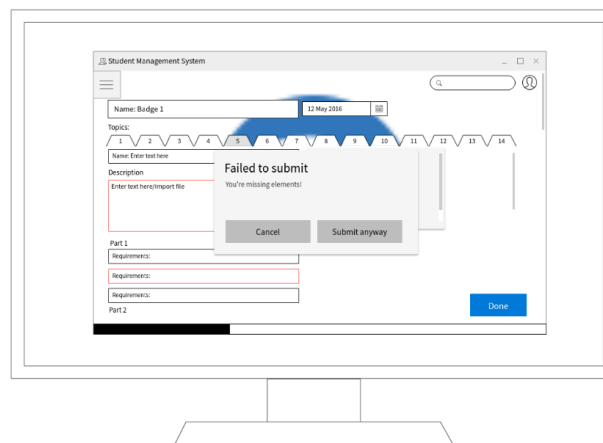 Student Management System
Name: Badge 1
12 May 2016
Topics:
1 2 3 4 5 6 7 8 9 10 11 12 13 14
Name: Enter text here
Description
Enter text here/Import file
Failed to submit
You're missing elements!
Cancel
Submit anyway
Part 1
Requirements:
Requirements:
Requirements:
Part 2
Done